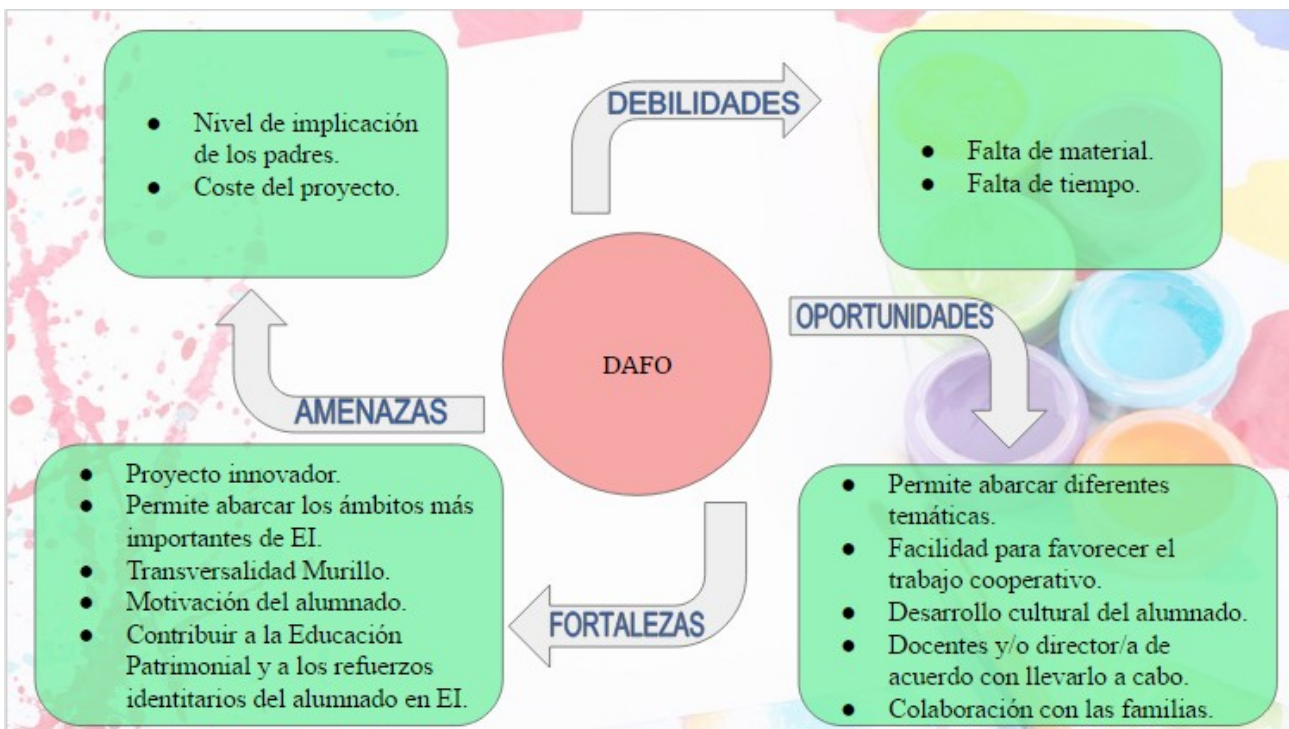 ● Nivel de implicación
de los padres.
● Coste del proyecto.
DEBILIDADES
● Falta de material.
● Falta de tiempo.
DAFO
OPORTUNIDADES
AMENAZAS
● Proyecto innovador.
● Permite abarcar los ámbitos más
importantes de EI.
● Transversalidad Murillo.
● Motivación del alumnado.
● Contribuir a la Educación
Patrimonial y a los refuerzos
identitarios del alumnado en EI.
FORTALEZAS
● Permite abarcar diferentes
temáticas.
● Facilidad para favorecer el
trabajo cooperativo.
● Desarrollo cultural del alumnado.
● Docentes y/o director/a de
acuerdo con llevarlo a cabo.
● Colaboración con las familias.